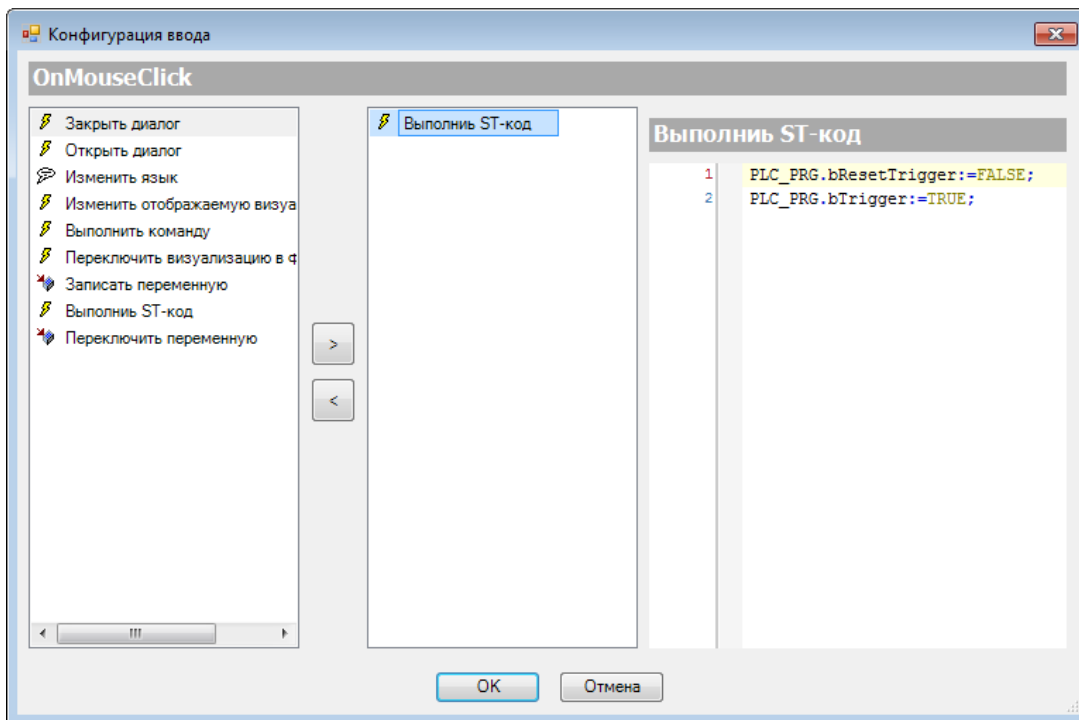 Конфигурация ввода
OnMouseClick
Закрыть диалог
Открыть диалог
Изменить язык
Изменить отображаемую визуа
Выполнить команду
Переключить визуализацию в ф
Записать переменную
Выполниь ST-код
Переключить переменную
>
<
Выполниь ST-код
Выполниь ST-код
1 PLC_PRG.bResetTrigger:=FALSE;
2 PLC_PRG.bTrigger:=TRUE;
OK
Отмена